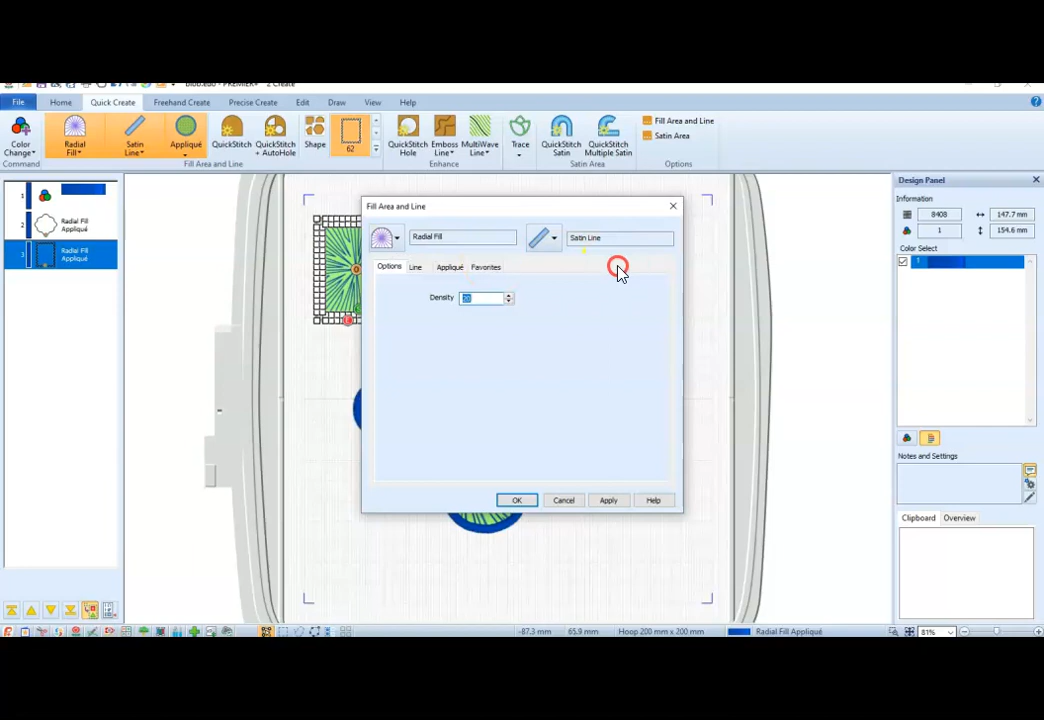 File Home Quick Create Freehand Create Precise Create Edit Draw View Help
Color Change Radial Fill Satin Line Appliqué QuickStitch QuickStitch + AutoHole Shape 62 QuickStitch Hole Emboss Line MultiWave Line Trace QuickStitch Satin QuickStitch Multiple Satin
Fill Area and Line
Satin Area
Command Fill Area and Line Enhance Satin Area Options
1
2 Radial Fill Appliqué
3 Radial Fill Appliqué
Fill Area and Line
Radial Fill Satin Line
Options Line Appliqué Favorites
Density 20
OK Cancel Apply Help
Design Panel
Information
8408 147.7 mm
1 154.6 mm
Color Select
1
Notes and Settings
Clipboard Overview
-87.3 mm 65.9 mm Hoop 200 mm x 200 mm Radial Fill Appliqué 81%